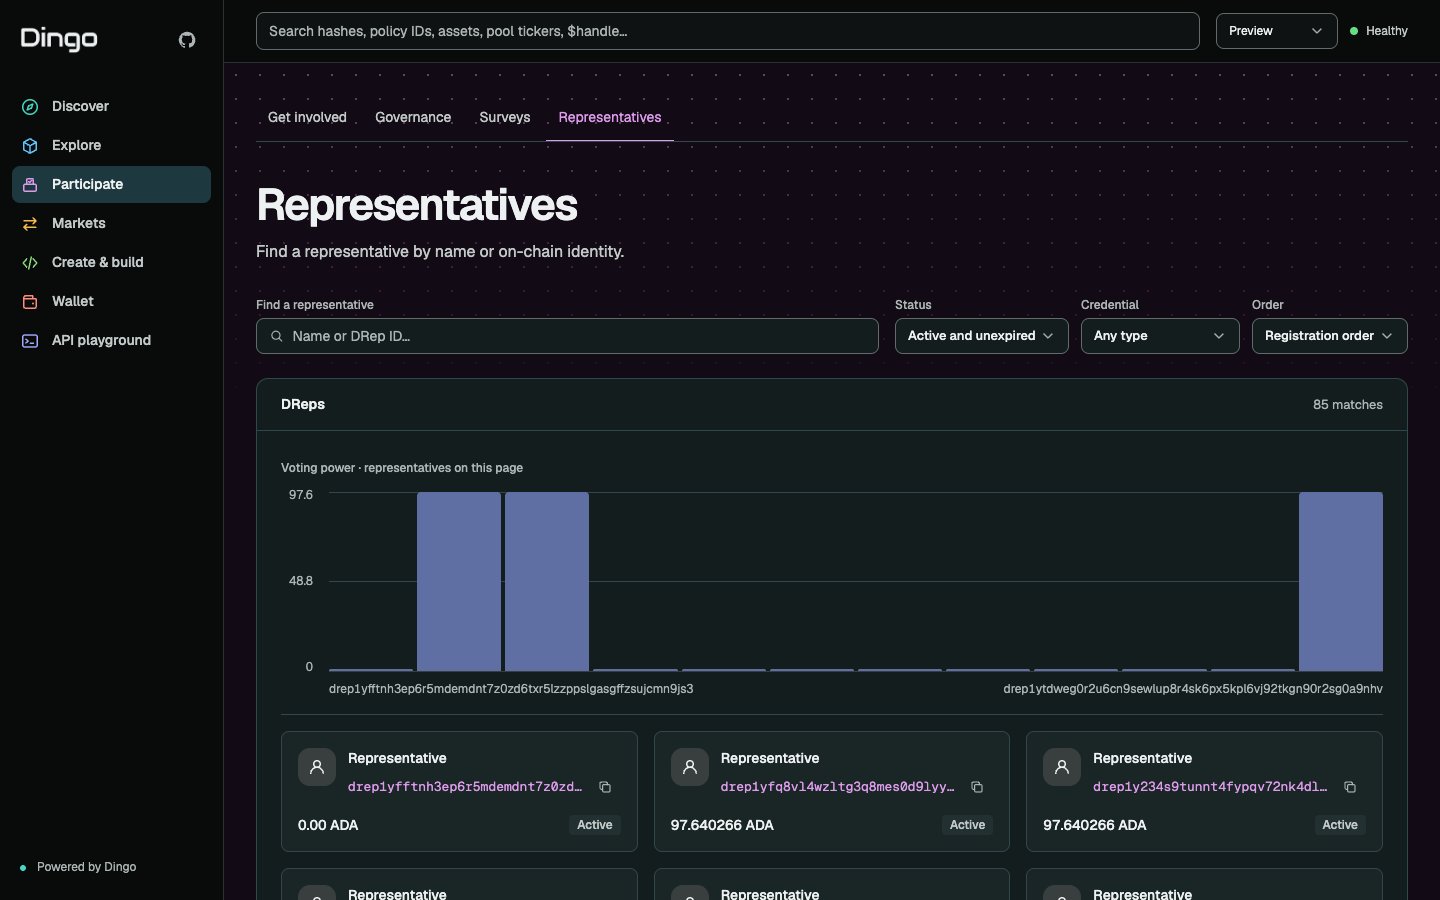 Dingo
Search hashes, policy IDs, assets, pool tickers, $handle...
Preview
Healthy
Discover
Explore
Participate
Markets
Create & build
Wallet
API playground
Powered by Dingo
Get involved
Governance
Surveys
Representatives
Representatives
Find a representative by name or on-chain identity.
Find a representative
Name or DRep ID...
Status
Active and unexpired
Credential
Any type
Order
Registration order
DReps
85 matches
Voting power · representatives on this page
97.6
48.8
0
drep1yfftnh3ep6r5mdemdnt7z0zd6txr5lzzppslgasgffzsujcmn9js3
drep1ytdweg0r2u6cn9sewlup8r4sk6px5kpl6vj92tkgn90r2sg0a9nhv
Representative
drep1yfftnh3ep6r5mdemdnt7z0zd...
0.00 ADA
Active
Representative
drep1yfq8vl4wzltg3q8mes0d9lyy...
97.640266 ADA
Active
Representative
drep1y234s9tunnt4fypqv72nk4dl...
97.640266 ADA
Active
Representative
Representative
Representative